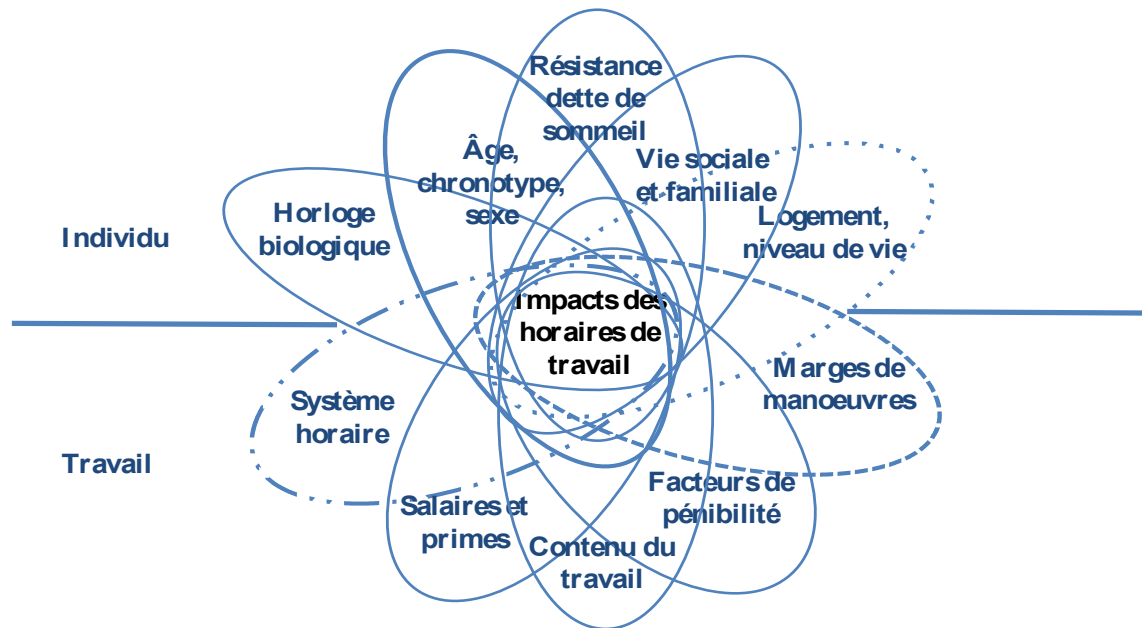 Résistance
dette de
sommeil
Âge,
chronotype,
sexe
Vie sociale
et familiale
Horloge
biologique
Logement,
niveau de vie
Individu
Impacts des
horaires de
travail
Marges de
manoeuvres
Système
horaire
Travail
Facteurs de
pénibilité
Salaires et
primes
Contenu du
travail